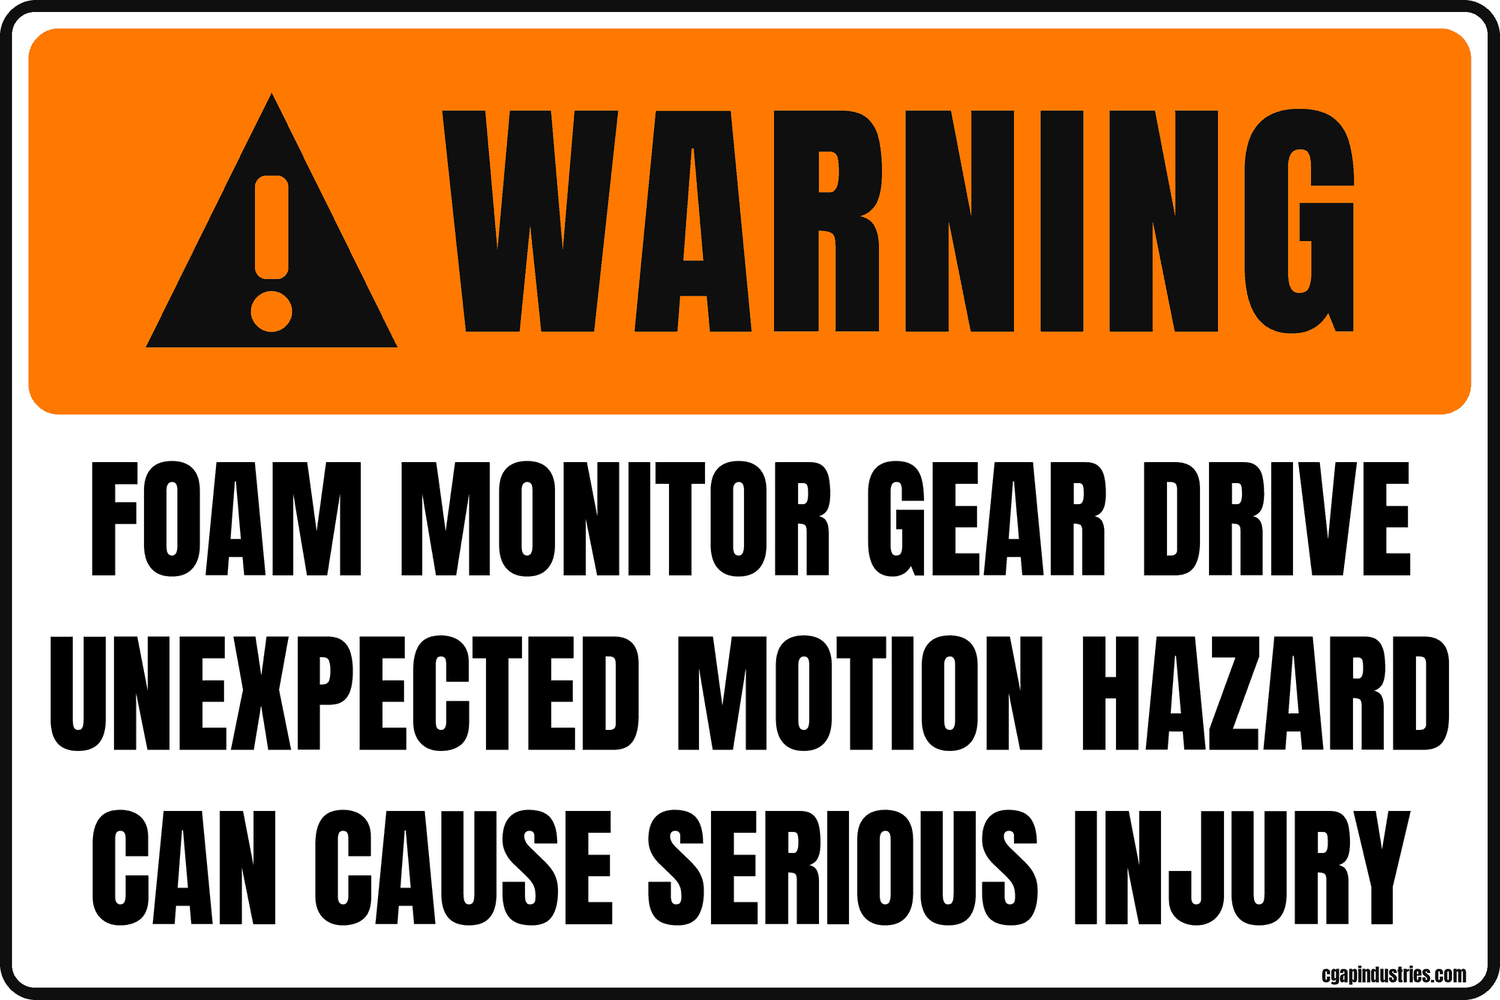 WARNING
FOAM MONITOR GEAR DRIVE
UNEXPECTED MOTION HAZARD
CAN CAUSE SERIOUS INJURY
cgapindustries.com